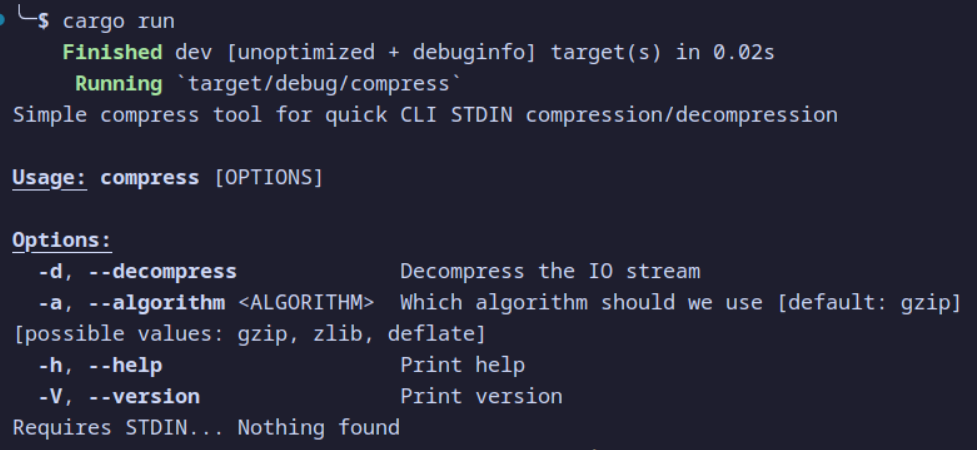 ╰─$ cargo run
    Finished dev [unoptimized + debuginfo] target(s) in 0.02s
     Running `target/debug/compress`
Simple compress tool for quick CLI STDIN compression/decompression
Usage: compress [OPTIONS]
Options:
  -d, --decompress             Decompress the IO stream
  -a, --algorithm <ALGORITHM>  Which algorithm should we use [default: gzip]
[possible values: gzip, zlib, deflate]
  -h, --help                   Print help
  -V, --version                Print version
Requires STDIN... Nothing found